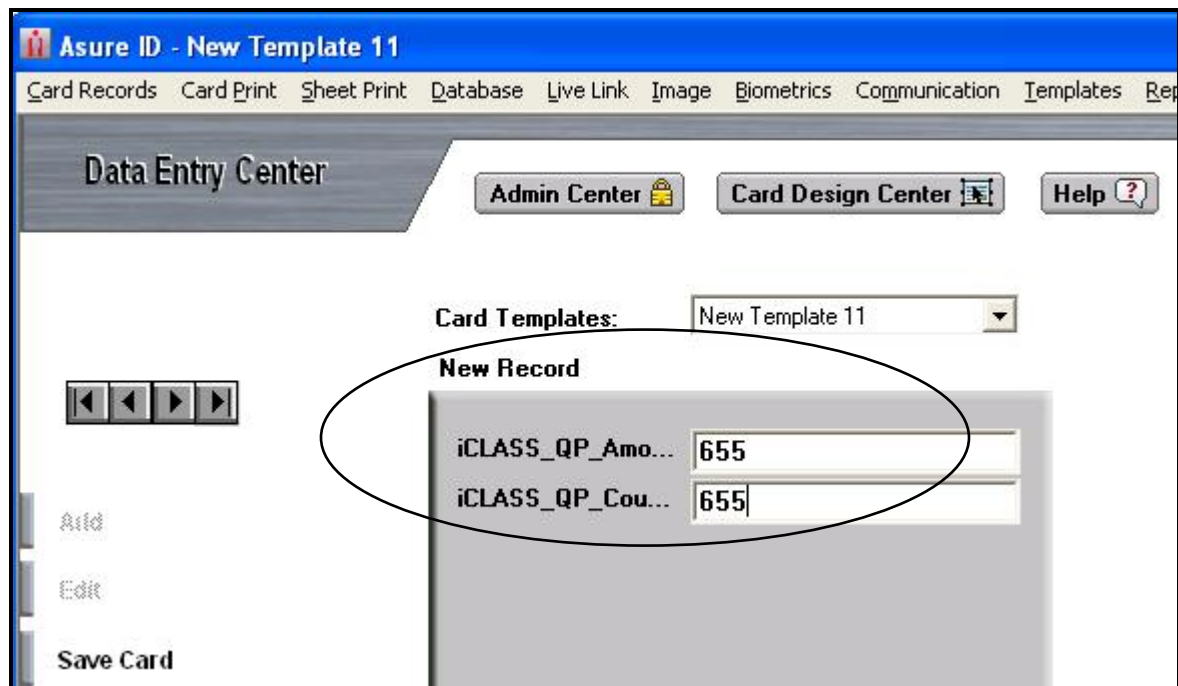 Asure ID - New Template 11
Card Records Card Print Sheet Print Database Live Link Image Biometrics Communication Templates Rep
Data Entry Center
Admin Center Card Design Center Help ?
Card Templates: New Template 11
New Record
iCLASS_QP_Amo... 655
iCLASS_QP_Cou... 655
Add
Edit
Save Card